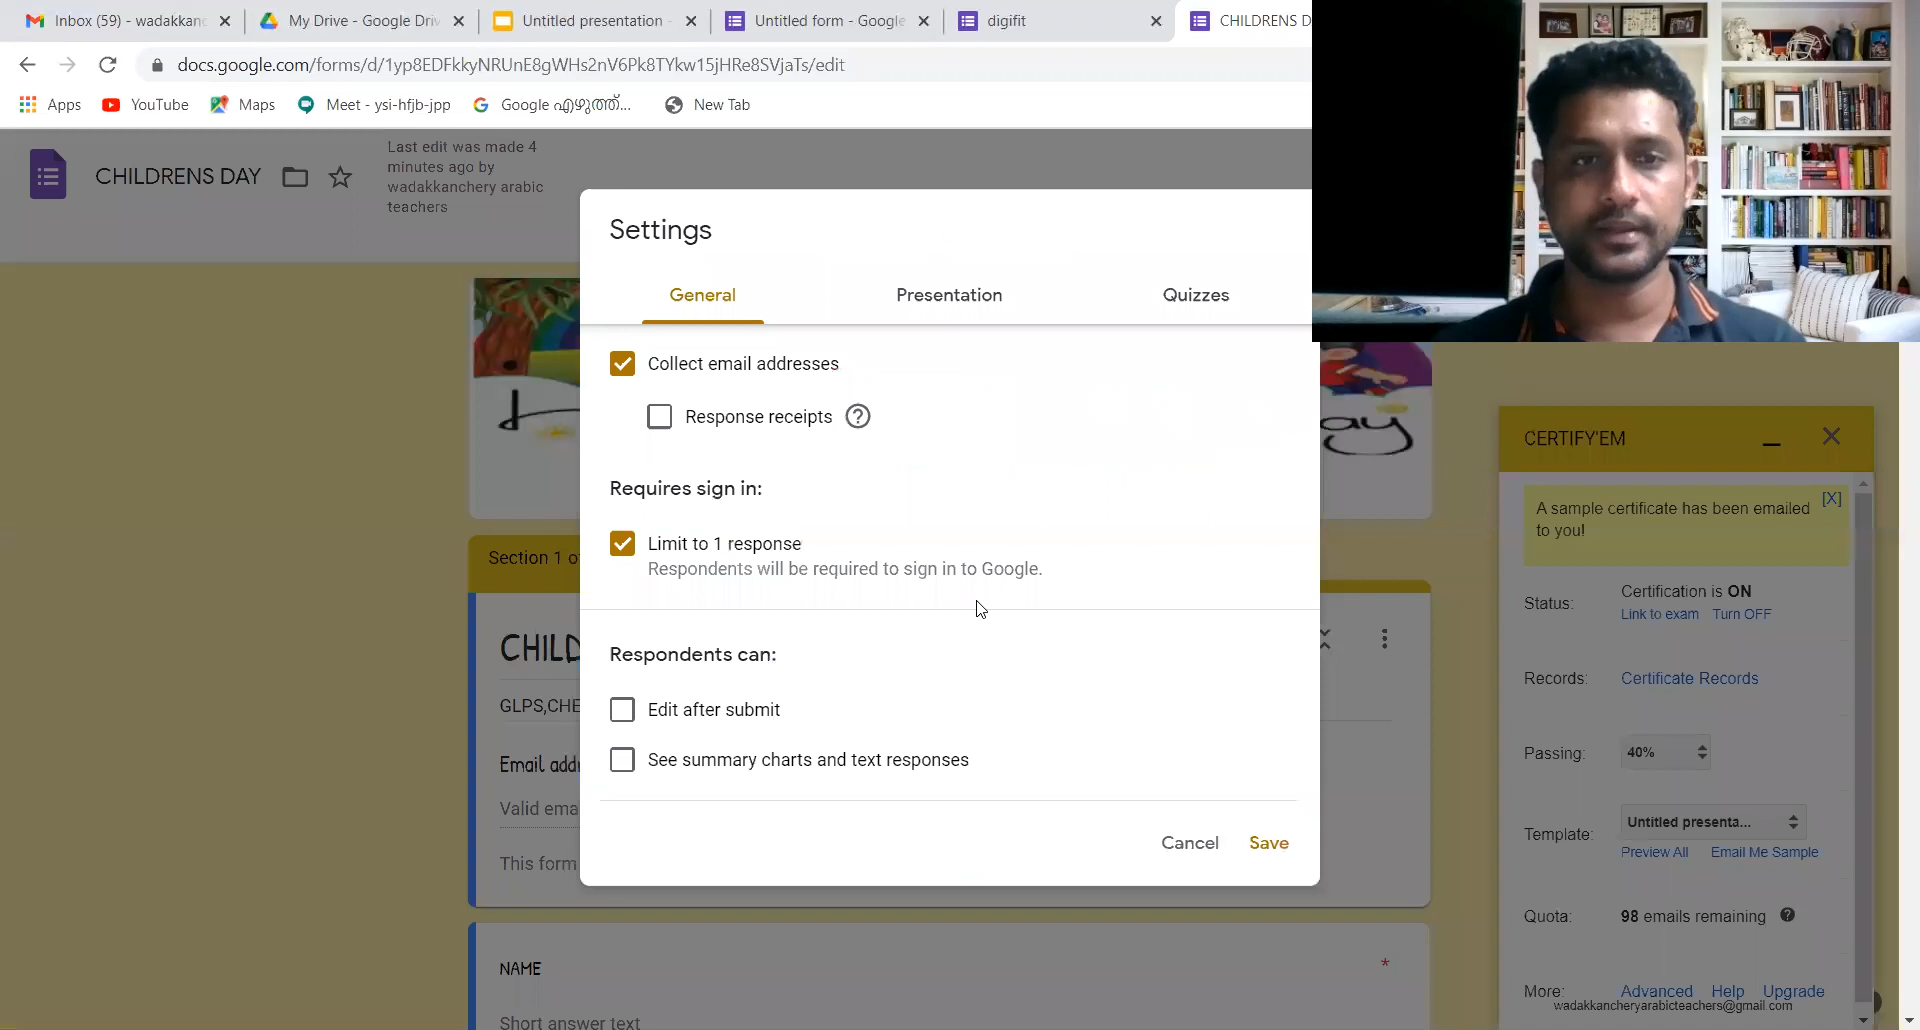 Inbox (59) - wadakkan
My Drive - Google Driv
Untitled presentation -
Untitled form - Google
digifit
CHILDRENS D
docs.google.com/forms/d/1yp8EDFkkyNRUnE8gWHs2nV6Pk8TYkw15jHRe8SVjaTs/edit
Apps
YouTube
Maps
Meet - ysi-hfjb-jpp
Google എഴുത്ത്...
New Tab
CHILDRENS DAY
Last edit was made 4
minutes ago by
wadakkanchery arabic
teachers
Settings
General
Presentation
Quizzes
Collect email addresses
Response receipts
Requires sign in:
Limit to 1 response
Respondents will be required to sign in to Google.
Respondents can:
Edit after submit
See summary charts and text responses
Cancel
Save
ay
Section 1 o
CHILD
GLPS,CHE
Email addr
Valid ema
This form
NAME
*
Short answer text
CERTIFY'EM
A sample certificate has been emailed
to you!
[X]
Status:
Certification is ON
Link to exam Turn OFF
Records:
Certificate Records
Passing:
40%
Template:
Untitled presenta...
Preview All Email Me Sample
Quota:
98 emails remaining
More:
Advanced Help Upgrade
wadakkancheryarabicteachers@gmail.com